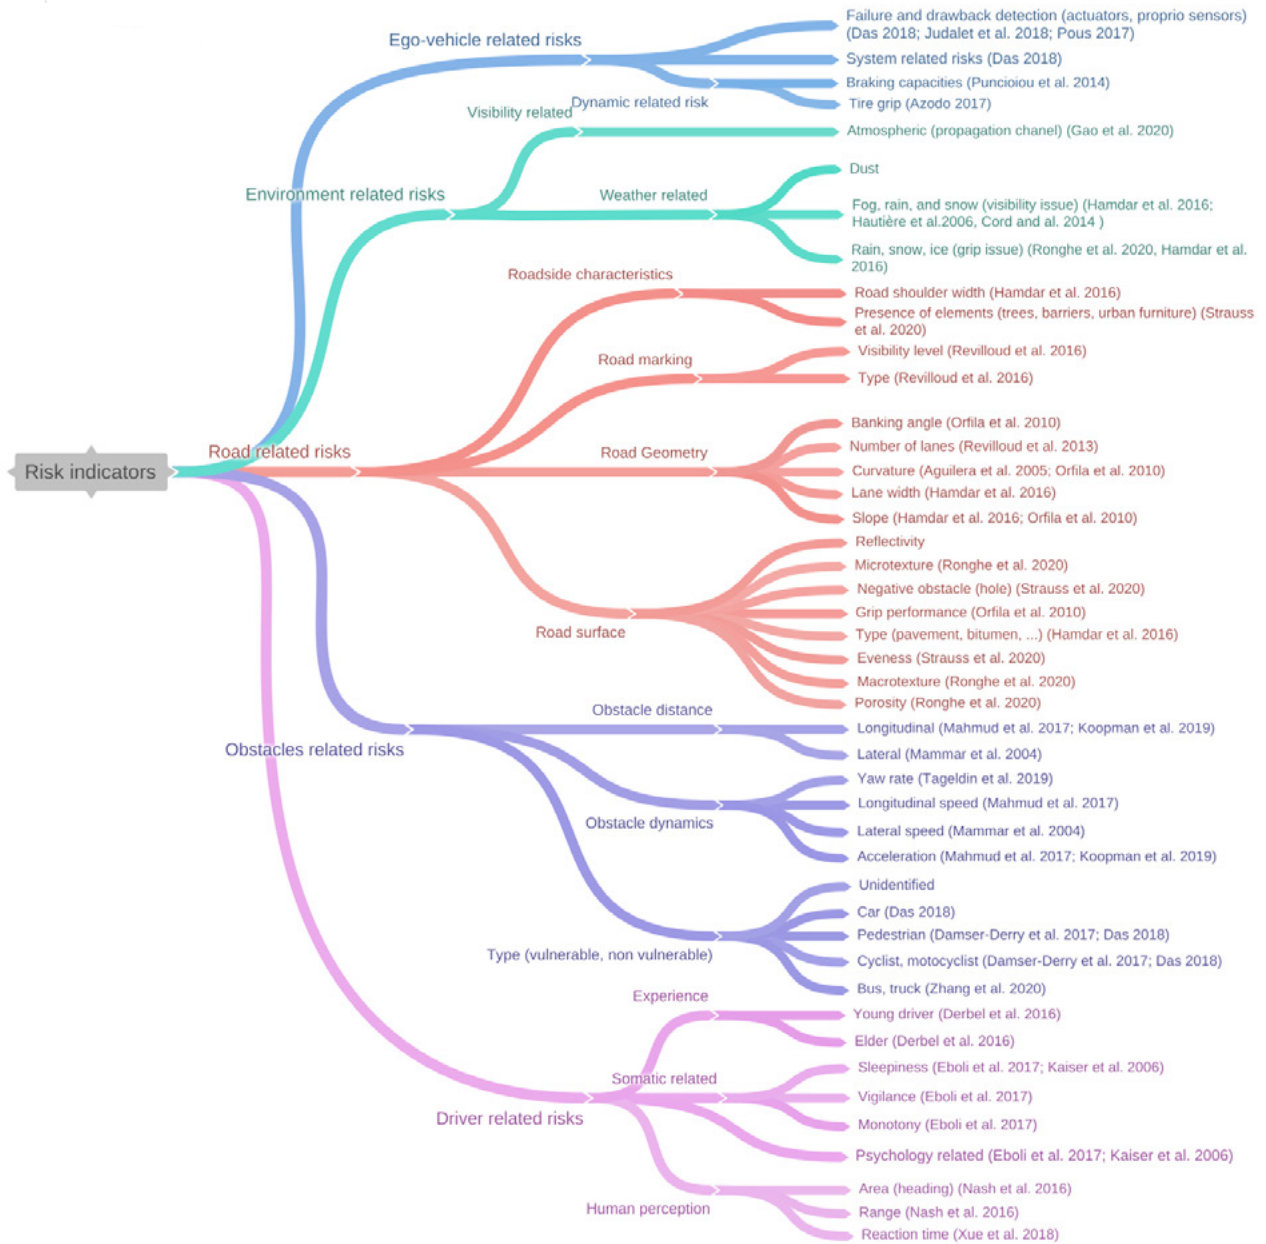 Risk indicators
Ego-vehicle related risks
Failure and drawback detection (actuators, proprio sensors)
(Das 2018; Judalet et al. 2018; Pous 2017)
System related risks (Das 2018)
Dynamic related risk
Braking capacities (Puncioiou et al. 2014)
Tire grip (Azodo 2017)
Environment related risks
Visibility related
Atmospheric (propagation chanel) (Gao et al. 2020)
Weather related
Dust
Fog, rain, and snow (visibility issue) (Hamdar et al. 2016;
Hautière et al.2006, Cord and al. 2014 )
Rain, snow, ice (grip issue) (Ronghe et al. 2020, Hamdar et al.
2016)
Road related risks
Roadside characteristics
Road shoulder width (Hamdar et al. 2016)
Presence of elements (trees, barriers, urban furniture) (Strauss
et al. 2020)
Road marking
Visibility level (Revilloud et al. 2016)
Type (Revilloud et al. 2016)
Road Geometry
Banking angle (Orfila et al. 2010)
Number of lanes (Revilloud et al. 2013)
Curvature (Aguilera et al. 2005; Orfila et al. 2010)
Lane width (Hamdar et al. 2016)
Slope (Hamdar et al. 2016; Orfila et al. 2010)
Road surface
Reflectivity
Microtexture (Ronghe et al. 2020)
Negative obstacle (hole) (Strauss et al. 2020)
Grip performance (Orfila et al. 2010)
Type (pavement, bitumen, ...) (Hamdar et al. 2016)
Eveness (Strauss et al. 2020)
Macrotexture (Ronghe et al. 2020)
Porosity (Ronghe et al. 2020)
Obstacles related risks
Obstacle distance
Longitudinal (Mahmud et al. 2017; Koopman et al. 2019)
Lateral (Mammar et al. 2004)
Obstacle dynamics
Yaw rate (Tageldin et al. 2019)
Longitudinal speed (Mahmud et al. 2017)
Lateral speed (Mammar et al. 2004)
Acceleration (Mahmud et al. 2017; Koopman et al. 2019)
Type (vulnerable, non vulnerable)
Unidentified
Car (Das 2018)
Pedestrian (Damser-Derry et al. 2017; Das 2018)
Cyclist, motocyclist (Damser-Derry et al. 2017; Das 2018)
Bus, truck (Zhang et al. 2020)
Driver related risks
Experience
Young driver (Derbel et al. 2016)
Elder (Derbel et al. 2016)
Somatic related
Sleepiness (Eboli et al. 2017; Kaiser et al. 2006)
Vigilance (Eboli et al. 2017)
Monotony (Eboli et al. 2017)
Psychology related (Eboli et al. 2017; Kaiser et al. 2006)
Human perception
Area (heading) (Nash et al. 2016)
Range (Nash et al. 2016)
Reaction time (Xue et al. 2018)